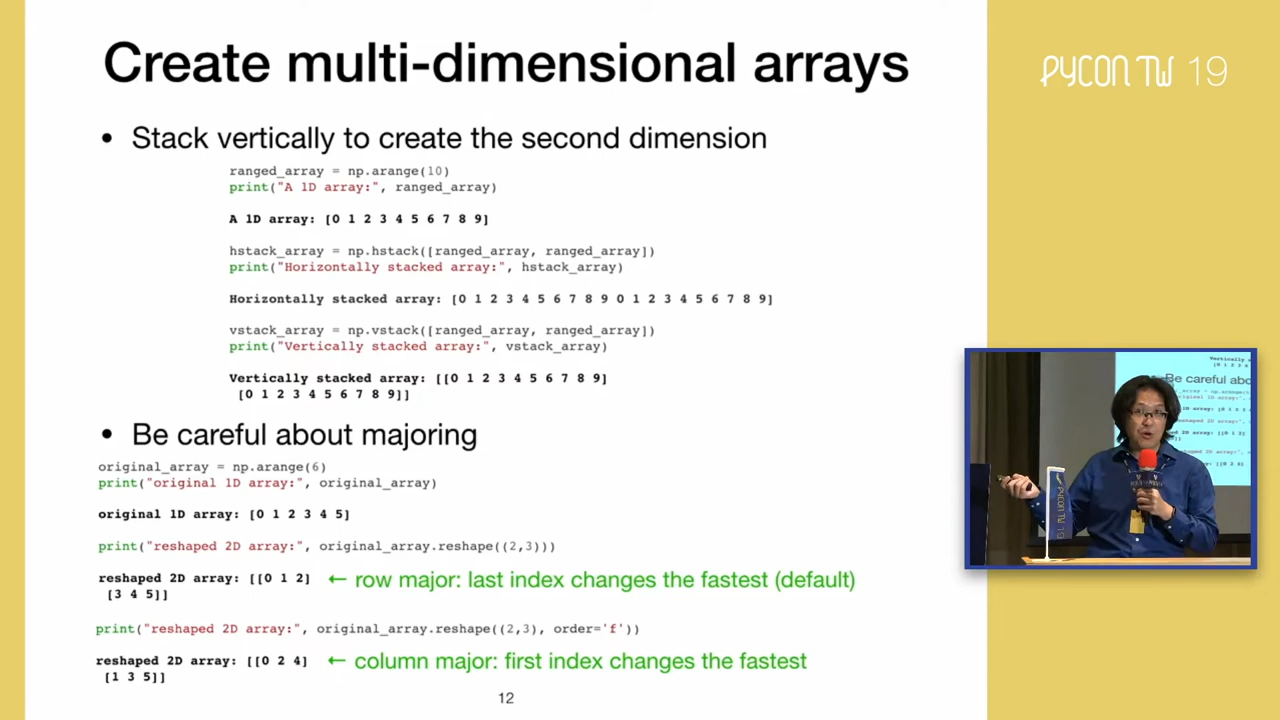 Create multi-dimensional arrays
PYCON TW 19
• Stack vertically to create the second dimension
ranged_array = np.arange(10)
print("A 1D array:", ranged_array)
A 1D array: [0 1 2 3 4 5 6 7 8 9]
hstack_array = np.hstack([ranged_array, ranged_array])
print("Horizontally stacked array:", hstack_array)
Horizontally stacked array: [0 1 2 3 4 5 6 7 8 9 0 1 2 3 4 5 6 7 8 9]
vstack_array = np.vstack([ranged_array, ranged_array])
print("Vertically stacked array:", vstack_array)
Vertically stacked array: [[0 1 2 3 4 5 6 7 8 9]
[0 1 2 3 4 5 6 7 8 9]]
• Be careful about majoring
original_array = np.arange(6)
print("original 1D array:", original_array)
original 1D array: [0 1 2 3 4 5]
print("reshaped 2D array:", original_array.reshape((2,3)))
reshaped 2D array: [[0 1 2] ← row major: last index changes the fastest (default)
[3 4 5]]
print("reshaped 2D array:", original_array.reshape((2,3), order='f'))
reshaped 2D array: [[0 2 4] ← column major: first index changes the fastest
[1 3 5]]
12
Be careful abo
PYCON TW 19